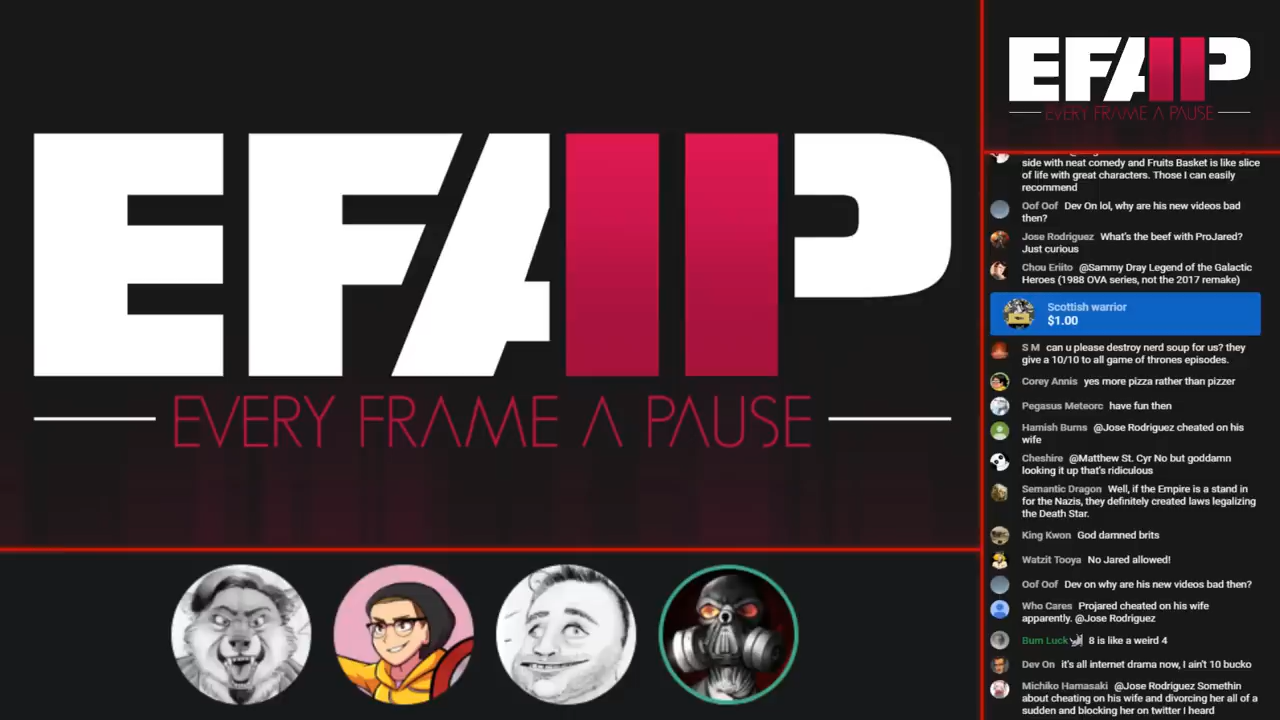 EFAP
EVERY FRAME A PAUSE
EFAP
EVERY FRAME A PAUSE
side with neat comedy and Fruits Basket is like slice
of life with great characters. Those I can easily
recommend
Oof Oof Dev On lol, why are his new videos bad
then?
Jose Rodriguez What's the beef with ProJared?
Just curious
Chou Eriito @Sammy Dray Legend of the Galactic
Heroes (1988 OVA series, not the 2017 remake)
Scottish warrior
$1.00
S M can u please destroy nerd soup for us? they
give a 10/10 to all game of thrones episodes.
Corey Annis yes more pizza rather than pizzer
Pegasus Meteorc have fun then
Hamish Burns @Jose Rodriguez cheated on his
wife
Cheshire @Matthew St. Cyr No but goddamn
looking it up that's ridiculous
Semantic Dragon Well, if the Empire is a stand in
for the Nazis, they definitely created laws legalizing
the Death Star.
King Kwon God damned brits
Watzit Tooya No Jared allowed!
Oof Oof Dev on why are his new videos bad then?
Who Cares Projared cheated on his wife
apparently. @Jose Rodriguez
Bum Luck 8 is like a weird 4
Dev On it's all internet drama now, I ain't 10 bucko
Michiko Hamasaki @Jose Rodriguez Somethin
about cheating on his wife and divorcing her all of a
sudden and blocking her on twitter I heard